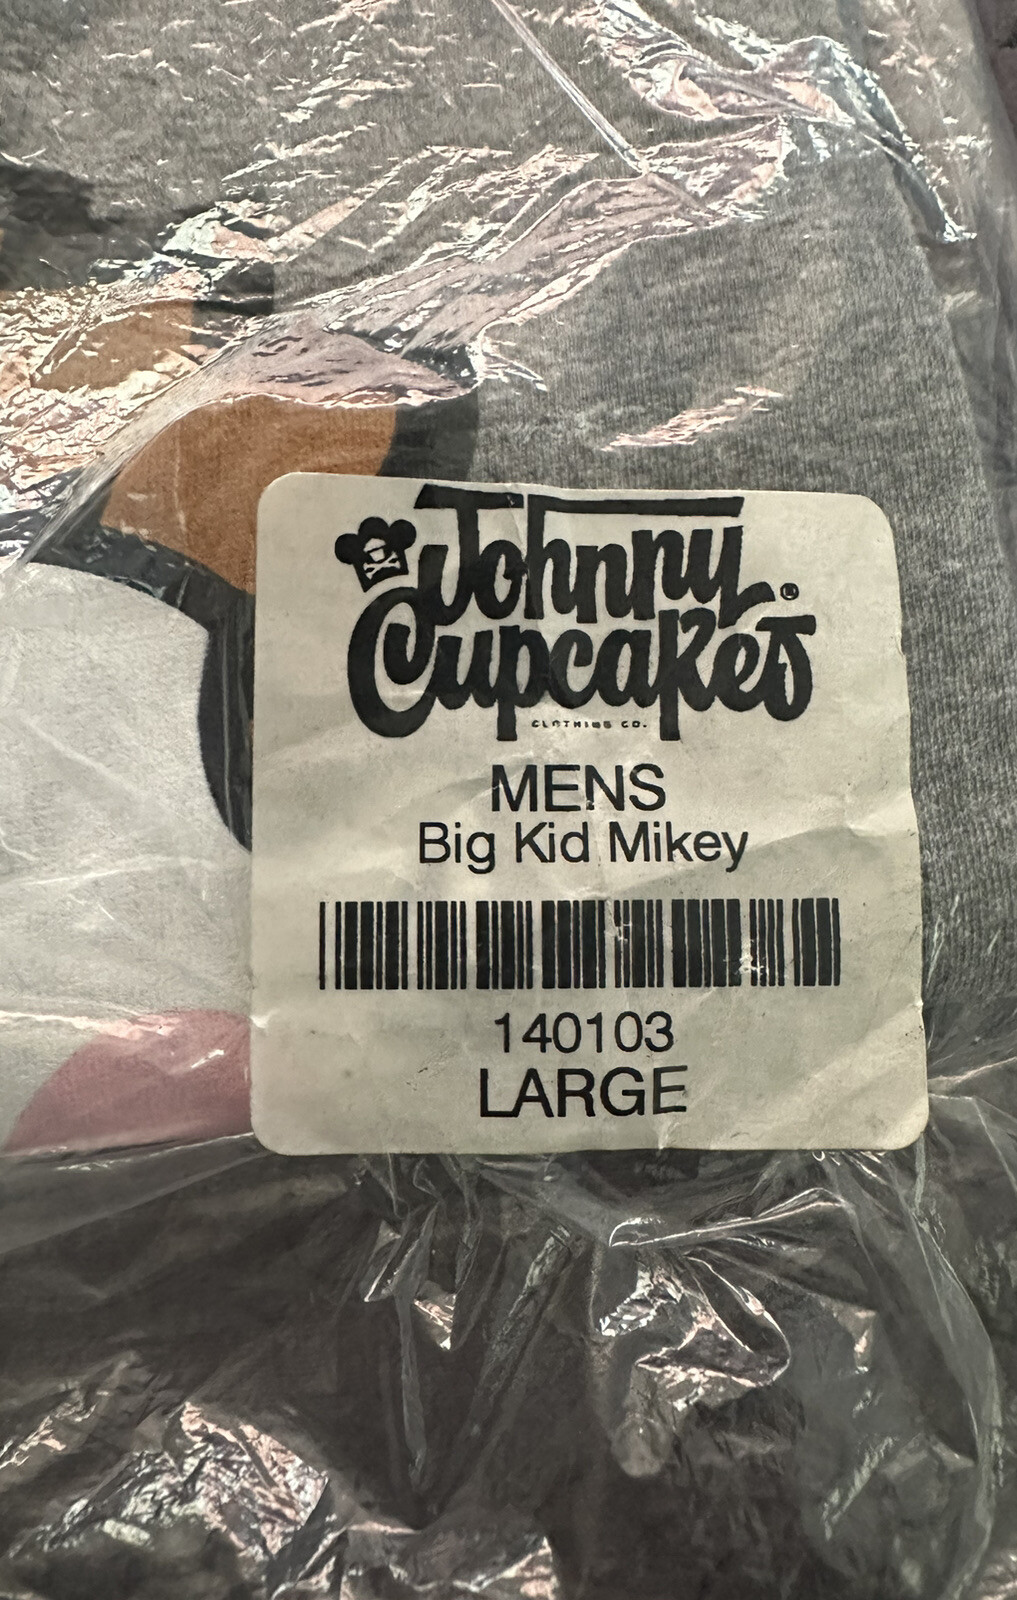 Johnny
Cupcakes
CLOTHING CO.
MENS
Big Kid Mikey
140103
LARGE